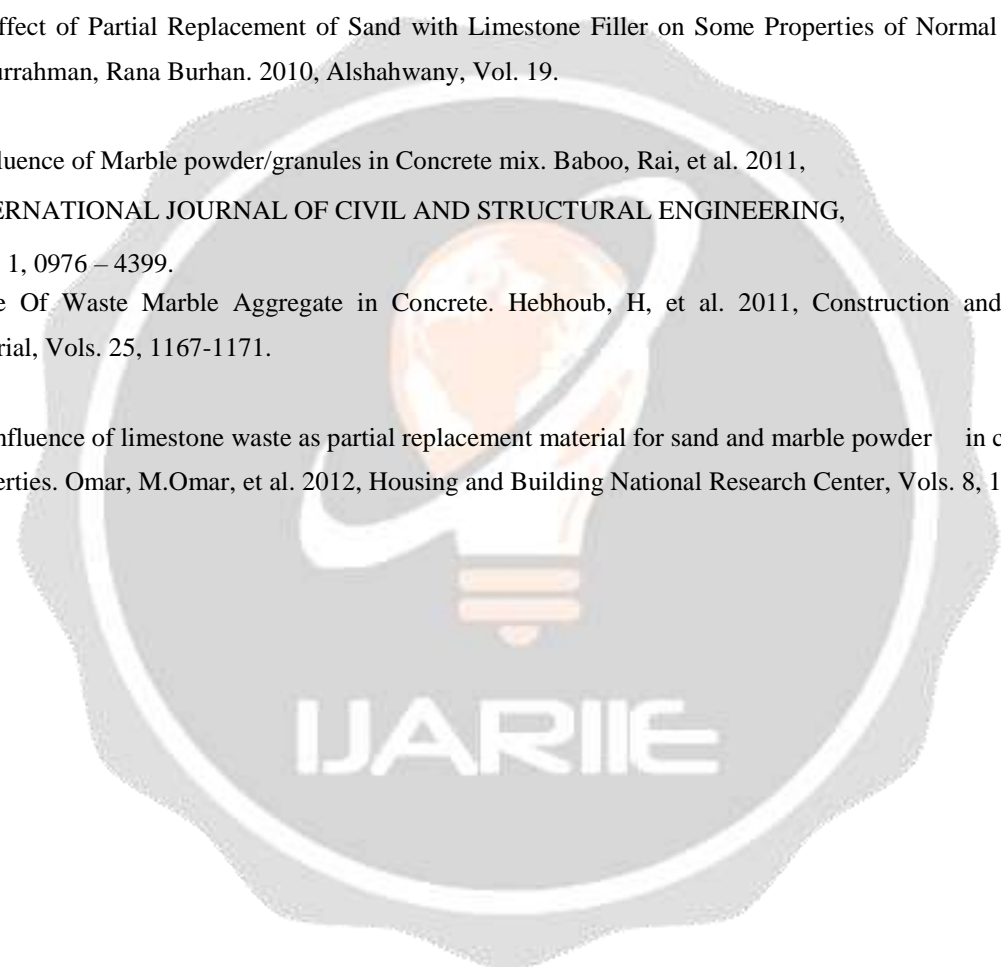 ffect of Partial Replacement of Sand with Limestone Filler on Some Properties of Normal
urrahman, Rana Burhan. 2010, Alshahwany, Vol. 19.
luence of Marble powder/granules in Concrete mix. Baboo, Rai, et al. 2011,
ERNATIONAL JOURNAL OF CIVIL AND STRUCTURAL ENGINEERING,
1, 0976 – 4399.
e Of Waste Marble Aggregate in Concrete. Hebhoub, H, et al. 2011, Construction and
rial, Vols. 25, 1167-1171.
nfluence of limestone waste as partial replacement material for sand and marble powder in c
erties. Omar, M.Omar, et al. 2012, Housing and Building National Research Center, Vols. 8, 1
IJARIIE